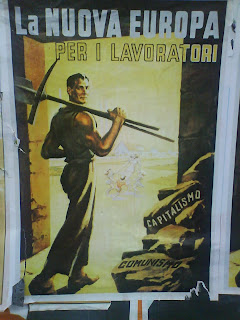 La NUOVA EUROPA
PER I LAVORATORI
CAPITALISMO
COMUNISMO